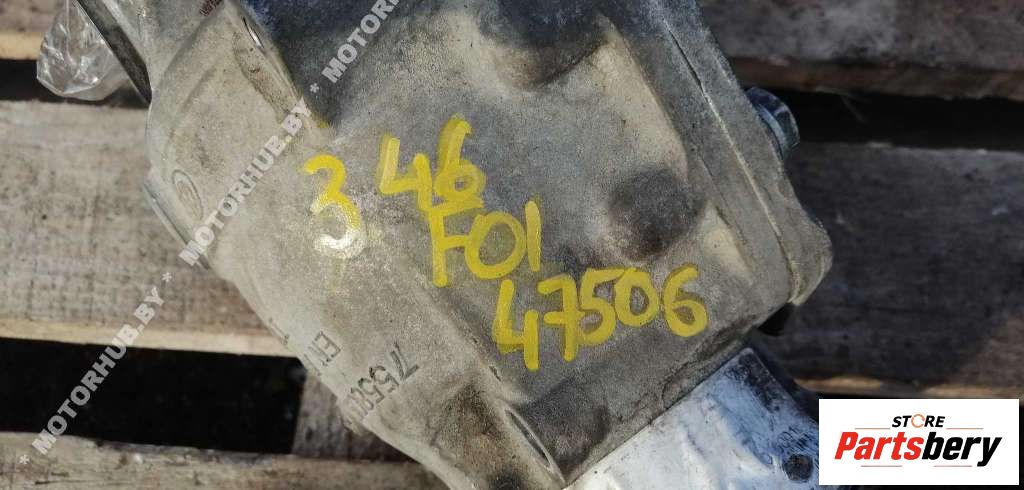 * MOTORHUB.BY * MOTORHUB.BY * MOTORHUB.BY *
3 46
F01
47506
STORE
Partsbery